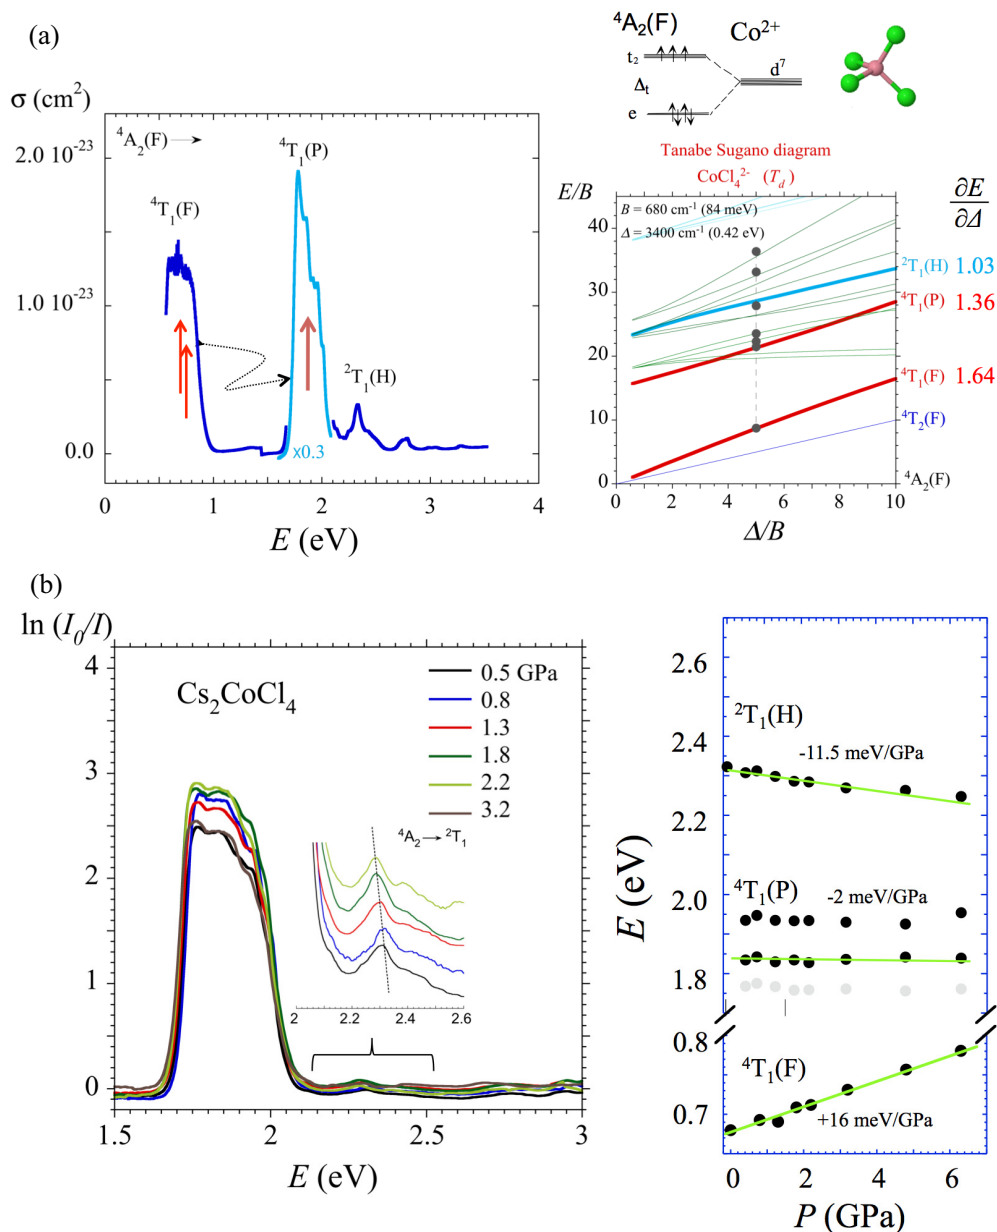 (a)
σ (cm²)
2.0 10⁻²³
1.0 10⁻²³
0.0
⁴A₂(F)
⁴T₁(F)
⁴T₁(P)
²T₁(H)
x0.3
0 1 2 3 4
E (eV)
⁴A₂(F) Co²⁺
t₂
d⁷
Δₜ
e
Tanabe Sugano diagram
CoCl₄²⁻ (T_d)
E/B
∂E
∂Δ
B = 680 cm⁻¹ (84 meV)
Δ = 3400 cm⁻¹ (0.42 eV)
40
30
20
10
0
²T₁(H) 1.03
⁴T₁(P) 1.36
⁴T₁(F) 1.64
⁴T₂(F)
⁴A₂(F)
0 2 4 6 8 10
Δ/B
(b)
ln (I₀/I)
4
3
2
1
0
Cs₂CoCl₄
0.5 GPa
0.8
1.3
1.8
2.2
3.2
⁴A₂→²T₁
2 2.2 2.4 2.6
1.5 2 2.5 3
E (eV)
E (eV)
2.6
2.4
2.2
2.0
1.8
0.8
0.7
²T₁(H)
-11.5 meV/GPa
⁴T₁(P)
-2 meV/GPa
⁴T₁(F)
+16 meV/GPa
0 2 4 6
P (GPa)